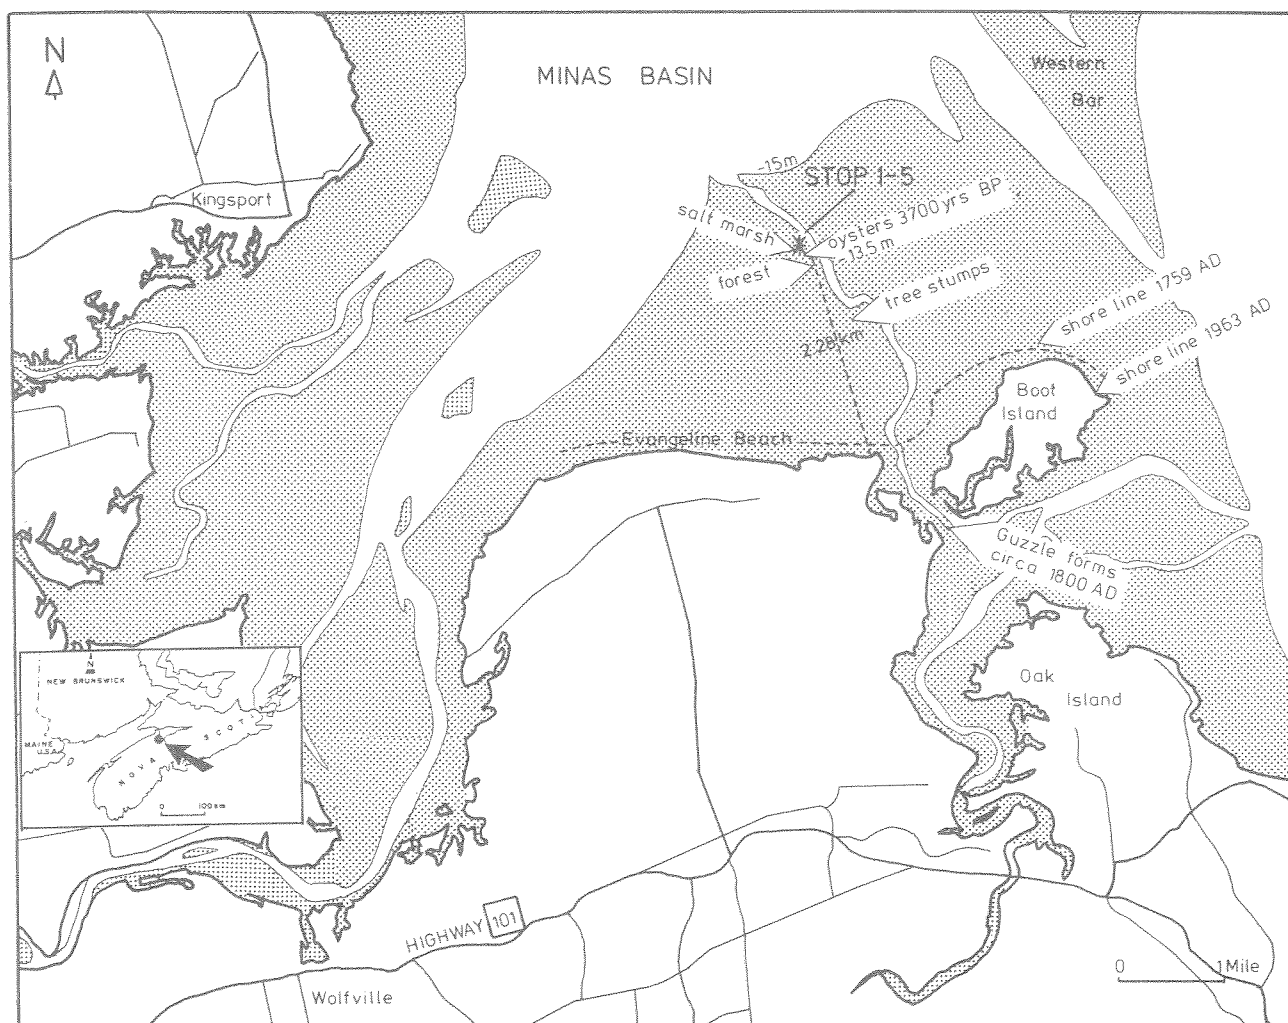 N
MINAS BASIN
Western
Bar
-15m
STOP 1-5
Kingsport
salt marsh
oysters 3700 yrs BP
-13.5 m
forest
tree stumps
shore line 1759 AD
shore line 1963 AD
2.28 km
Boot
Island
Evangeline Beach
Guzzle forms
circa 1800 AD
Oak
Island
N
NEW BRUNSWICK
MAINE
U.S.A.
NOVA SCOT
0 100 km
HIGHWAY 101
Wolfville
0 1 Mile